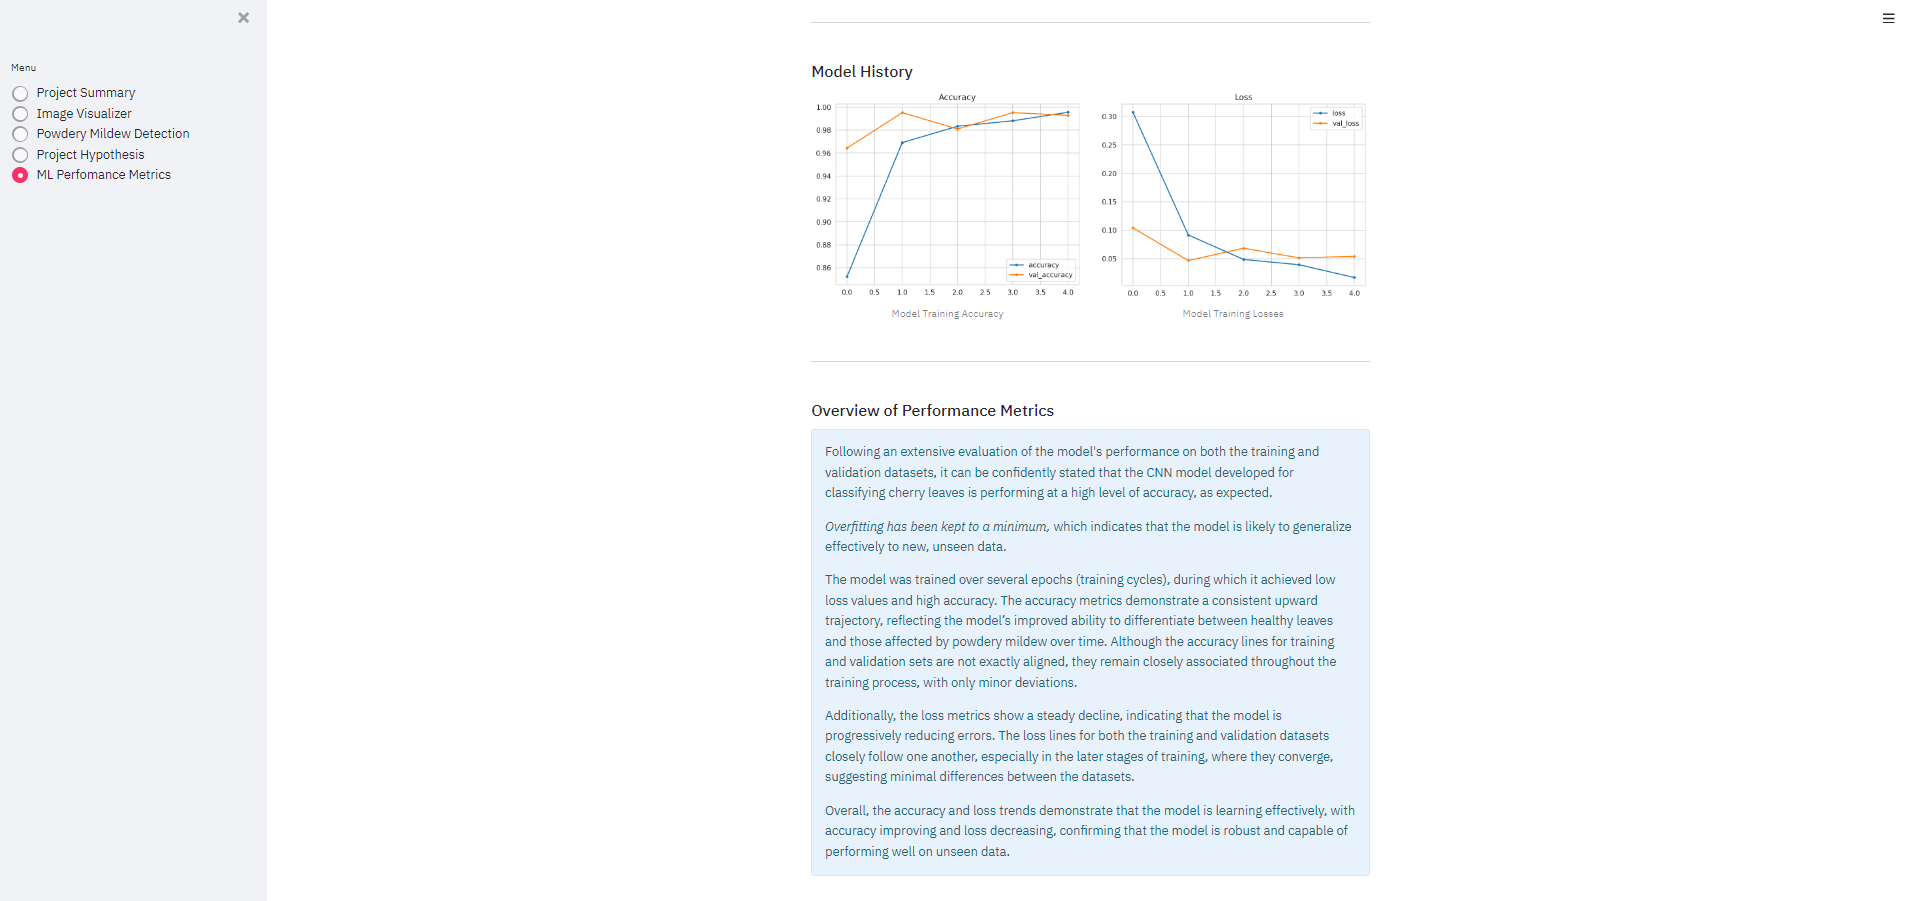 Menu
Project Summary
Image Visualizer
Powdery Mildew Detection
Project Hypothesis
ML Perfomance Metrics
Model History
Accuracy
1.00
0.98
0.96
0.94
0.92
0.90
0.88
0.86
accuracy
val_accuracy
0.0 0.5 1.0 1.5 2.0 2.5 3.0 3.5 4.0
Model Training Accuracy
Loss
loss
val_loss
0.30
0.25
0.20
0.15
0.10
0.05
0.0 0.5 1.0 1.5 2.0 2.5 3.0 3.5 4.0
Model Training Losses
Overview of Performance Metrics
Following an extensive evaluation of the model's performance on both the training and
validation datasets, it can be confidently stated that the CNN model developed for
classifying cherry leaves is performing at a high level of accuracy, as expected.
Overfitting has been kept to a minimum, which indicates that the model is likely to generalize
effectively to new, unseen data.
The model was trained over several epochs (training cycles), during which it achieved low
loss values and high accuracy. The accuracy metrics demonstrate a consistent upward
trajectory, reflecting the model’s improved ability to differentiate between healthy leaves
and those affected by powdery mildew over time. Although the accuracy lines for training
and validation sets are not exactly aligned, they remain closely associated throughout the
training process, with only minor deviations.
Additionally, the loss metrics show a steady decline, indicating that the model is
progressively reducing errors. The loss lines for both the training and validation datasets
closely follow one another, especially in the later stages of training, where they converge,
suggesting minimal differences between the datasets.
Overall, the accuracy and loss trends demonstrate that the model is learning effectively, with
accuracy improving and loss decreasing, confirming that the model is robust and capable of
performing well on unseen data.